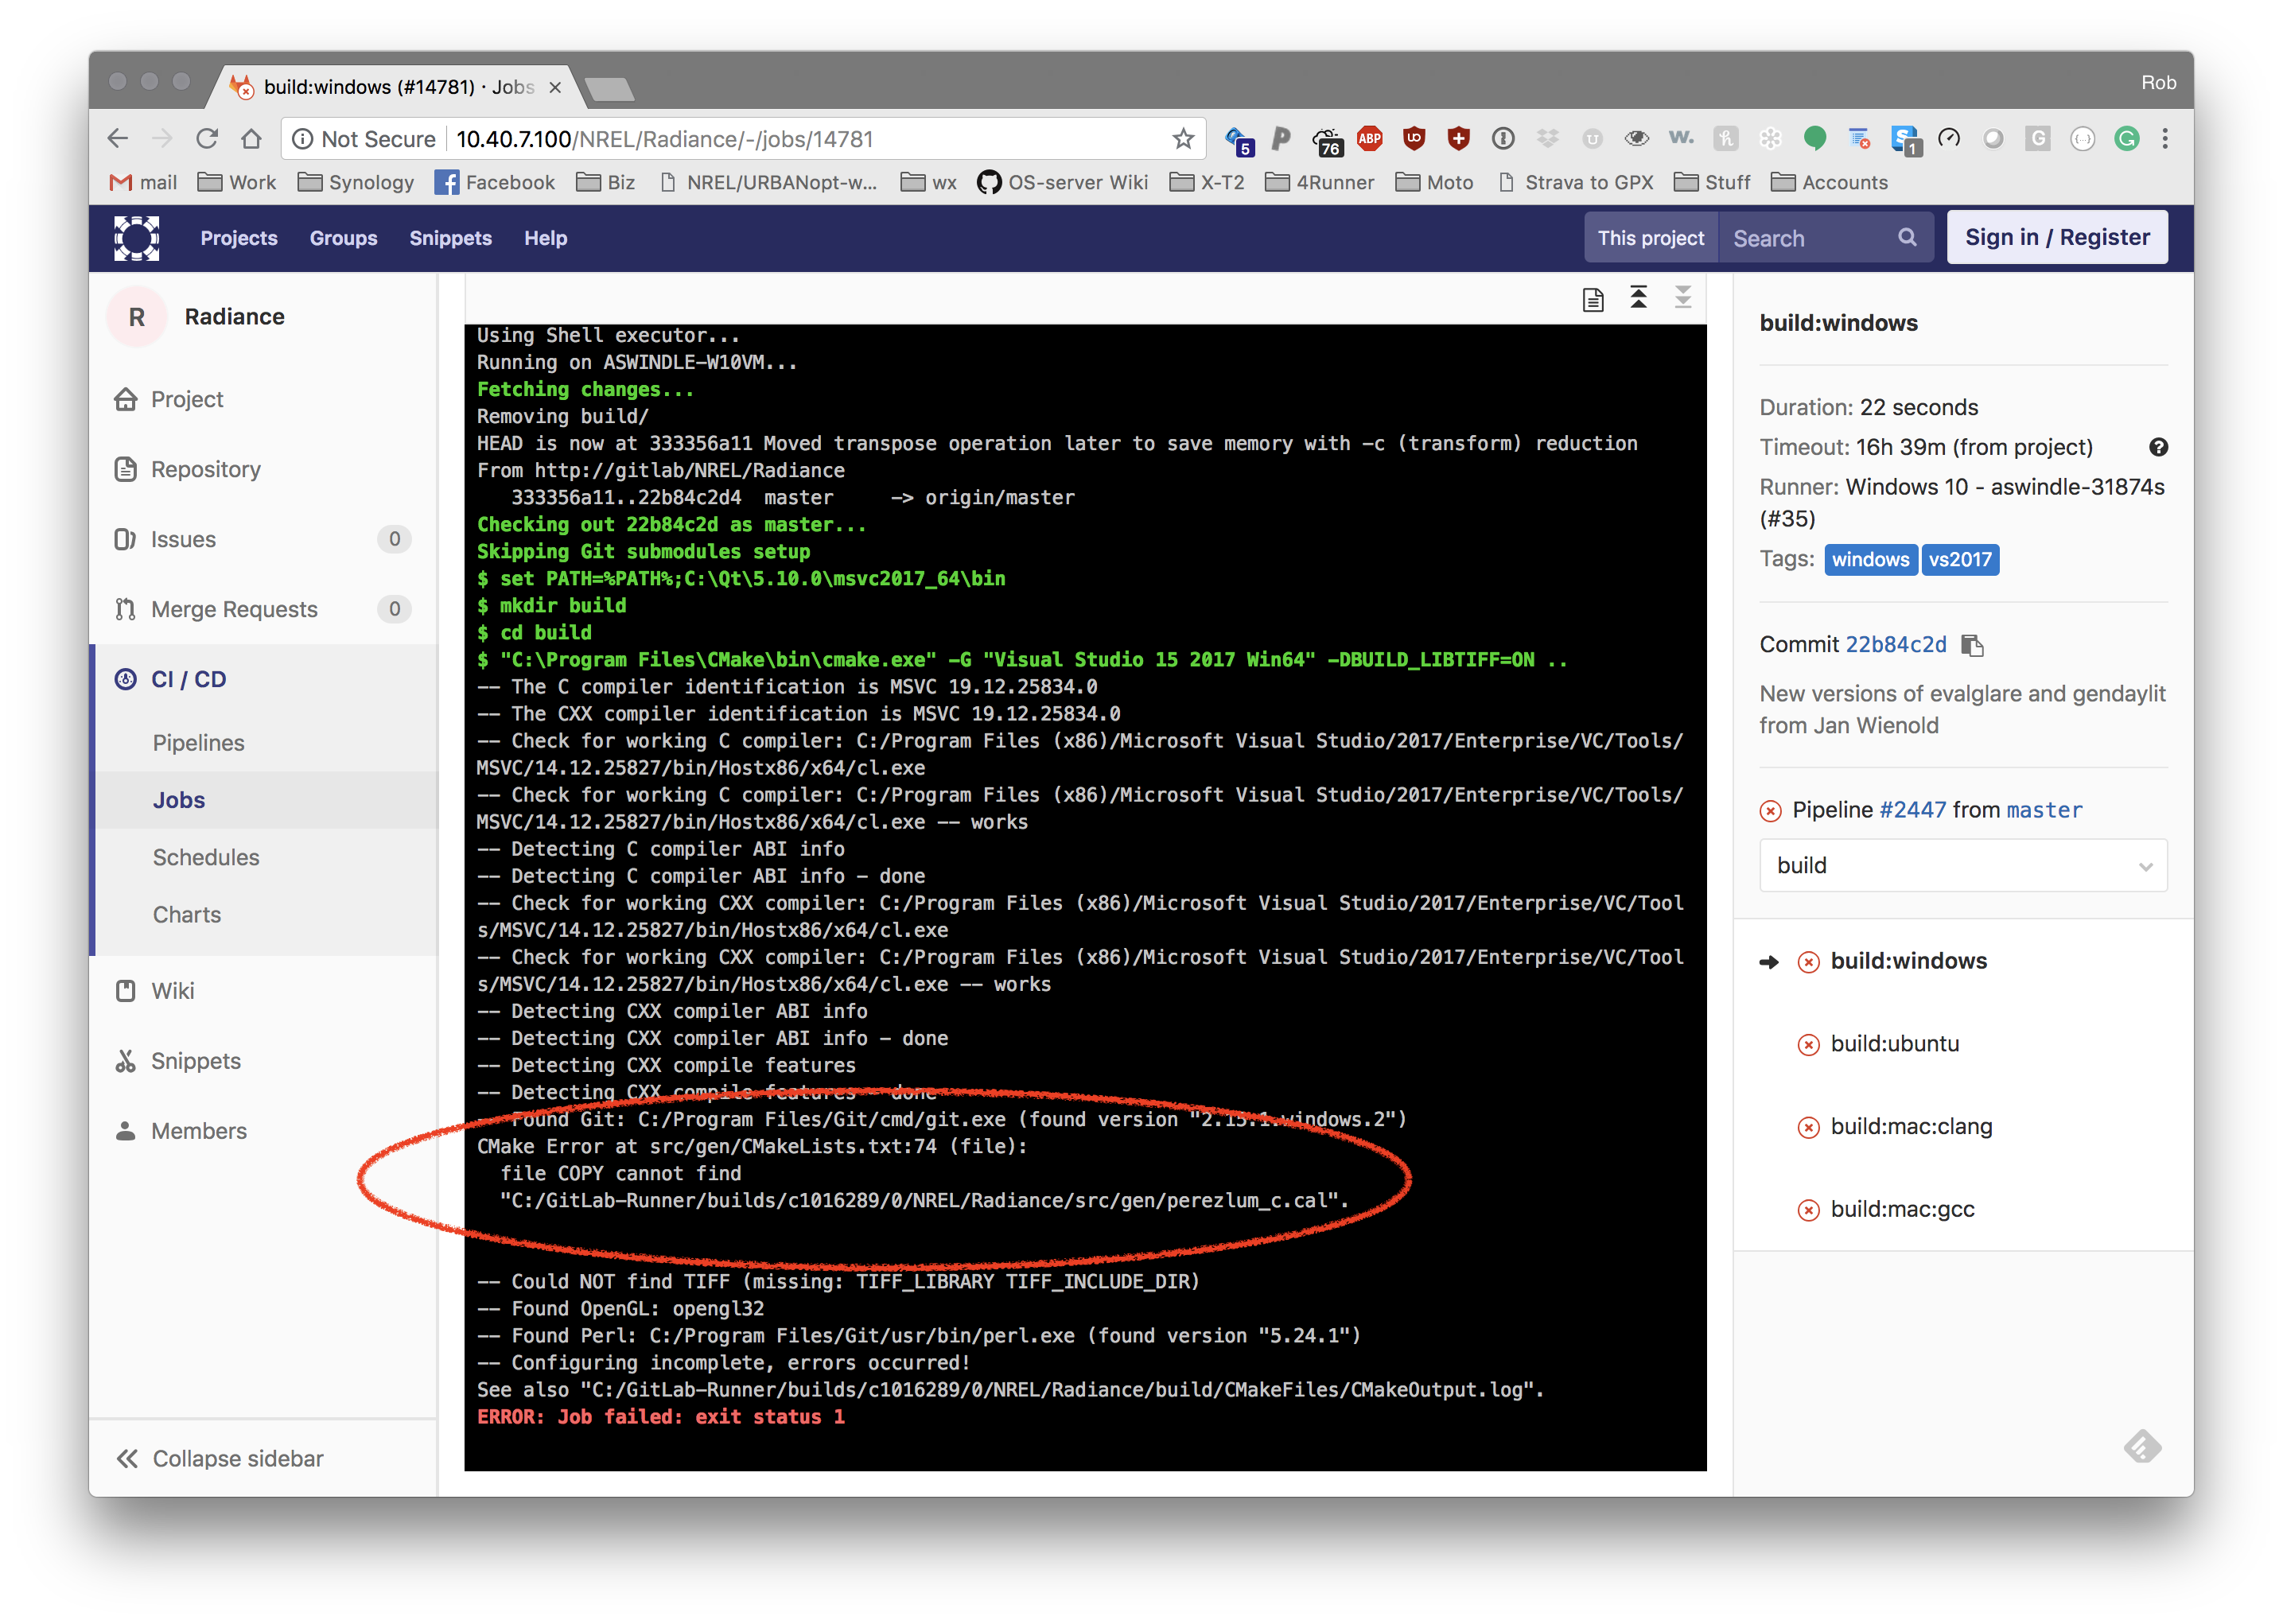 build:windows (#14781) · Jobs
Rob
Not Secure 10.40.7.100/NREL/Radiance/-/jobs/14781
5
76
ABP
1
mail Work Synology Facebook Biz NREL/URBANopt-w... wx OS-server Wiki X-T2 4Runner Moto Strava to GPX Stuff Accounts
Projects Groups Snippets Help This project Search Sign in / Register
R Radiance
Project
Repository
Issues 0
Merge Requests 0
CI / CD
Pipelines
Jobs
Schedules
Charts
Wiki
Snippets
Members
Collapse sidebar
Using Shell executor...
Running on ASWINDLE-W10VM...
Fetching changes...
Removing build/
HEAD is now at 333356a11 Moved transpose operation later to save memory with -c (transform) reduction
From http://gitlab/NREL/Radiance
333356a11..22b84c2d4 master -> origin/master
Checking out 22b84c2d as master...
Skipping Git submodules setup
$ set PATH=%PATH%;C:\Qt\5.10.0\msvc2017_64\bin
$ mkdir build
$ cd build
$ "C:\Program Files\CMake\bin\cmake.exe" -G "Visual Studio 15 2017 Win64" -DBUILD_LIBTIFF=ON ..
-- The C compiler identification is MSVC 19.12.25834.0
-- The CXX compiler identification is MSVC 19.12.25834.0
-- Check for working C compiler: C:/Program Files (x86)/Microsoft Visual Studio/2017/Enterprise/VC/Tools/
MSVC/14.12.25827/bin/Hostx86/x64/cl.exe
-- Check for working C compiler: C:/Program Files (x86)/Microsoft Visual Studio/2017/Enterprise/VC/Tools/
MSVC/14.12.25827/bin/Hostx86/x64/cl.exe -- works
-- Detecting C compiler ABI info
-- Detecting C compiler ABI info - done
-- Check for working CXX compiler: C:/Program Files (x86)/Microsoft Visual Studio/2017/Enterprise/VC/Tool
s/MSVC/14.12.25827/bin/Hostx86/x64/cl.exe
-- Check for working CXX compiler: C:/Program Files (x86)/Microsoft Visual Studio/2017/Enterprise/VC/Tool
s/MSVC/14.12.25827/bin/Hostx86/x64/cl.exe -- works
-- Detecting CXX compiler ABI info
-- Detecting CXX compiler ABI info - done
-- Detecting CXX compile features
-- Detecting CXX compile features - done
-- Found Git: C:/Program Files/Git/cmd/git.exe (found version "2.15.1.windows.2")
CMake Error at src/gen/CMakeLists.txt:74 (file):
file COPY cannot find
"C:/GitLab-Runner/builds/c1016289/0/NREL/Radiance/src/gen/perezlum_c.cal".
-- Could NOT find TIFF (missing: TIFF_LIBRARY TIFF_INCLUDE_DIR)
-- Found OpenGL: opengl32
-- Found Perl: C:/Program Files/Git/usr/bin/perl.exe (found version "5.24.1")
-- Configuring incomplete, errors occurred!
See also "C:/GitLab-Runner/builds/c1016289/0/NREL/Radiance/build/CMakeFiles/CMakeOutput.log".
ERROR: Job failed: exit status 1
build:windows
Duration: 22 seconds
Timeout: 16h 39m (from project)
Runner: Windows 10 - aswindle-31874s
(#35)
Tags: windows vs2017
Commit 22b84c2d
New versions of evalglare and gendaylit
from Jan Wienold
Pipeline #2447 from master
build
build:windows
build:ubuntu
build:mac:clang
build:mac:gcc